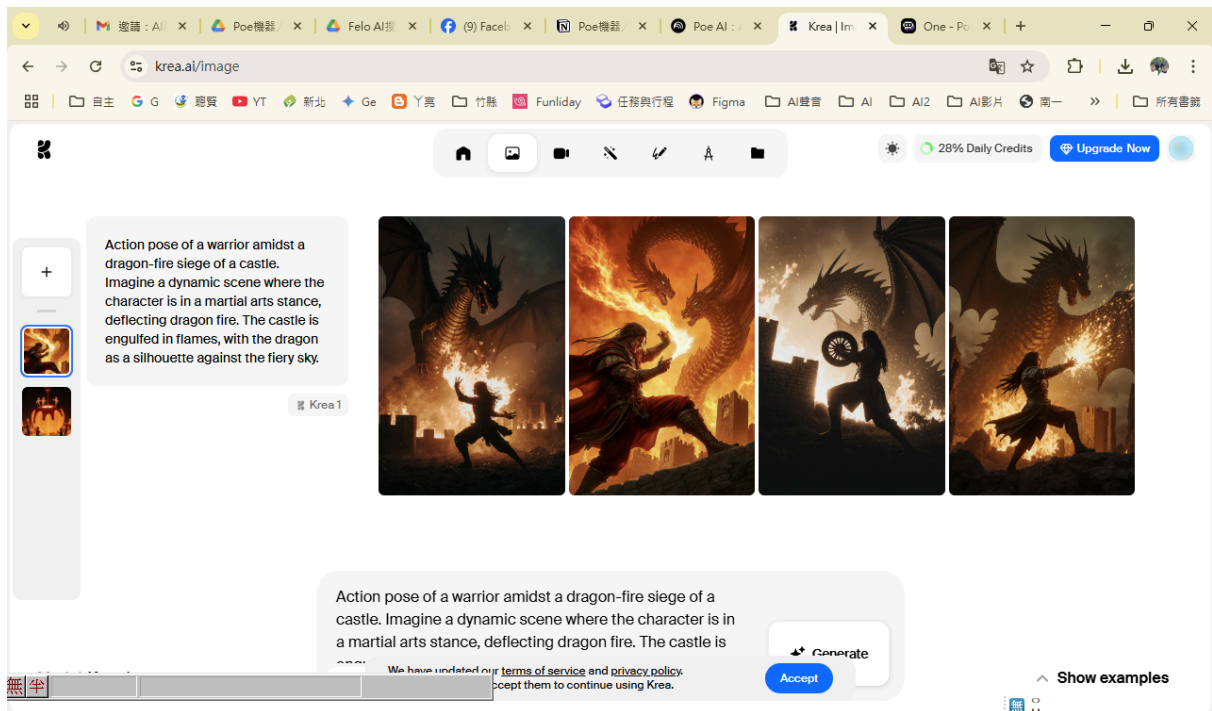 邀請：AI
Poe機器
Felo AI搜
(9) Faceb
Poe機器
Poe AI：
Krea | Im
One - Po
krea.ai/image
自主
G
聰賢
YT
新北
Ge
丫亮
竹縣
Funliday
任務與行程
Figma
AI聲音
AI
AI2
AI影片
南一
所有書籤
28% Daily Credits
Upgrade Now
Action pose of a warrior amidst a
dragon-fire siege of a castle.
Imagine a dynamic scene where the
character is in a martial arts stance,
deflecting dragon fire. The castle is
engulfed in flames, with the dragon
as a silhouette against the fiery sky.
Krea 1
Action pose of a warrior amidst a dragon-fire siege of a
castle. Imagine a dynamic scene where the character is in
a martial arts stance, deflecting dragon fire. The castle is
Generate
We have updated our terms of service and privacy policy.
ccept them to continue using Krea.
Accept
Show examples
無 半
無